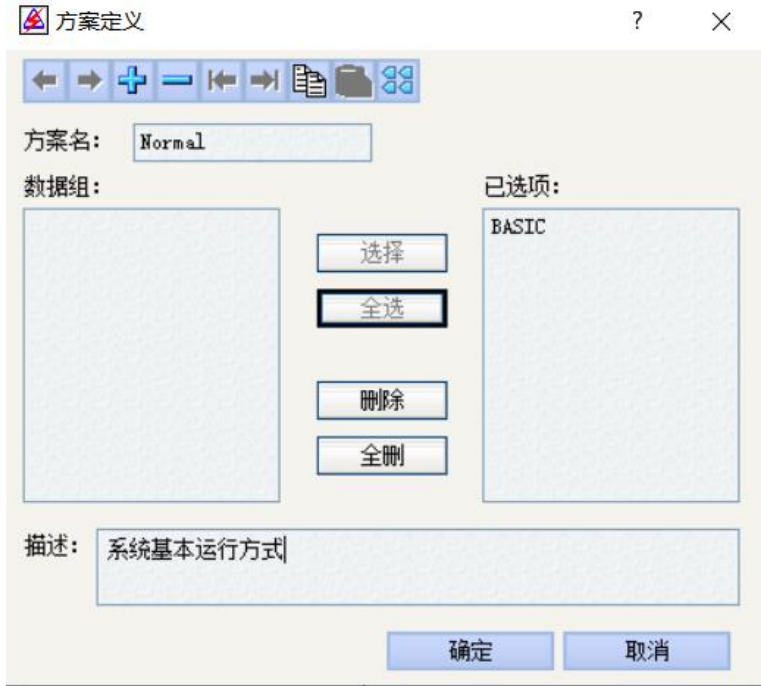 方案定义
方案名： Normal
数据组： 已选项：
BASIC
选择
全选
删除
全删
描述： 系统基本运行方式
确定 取消